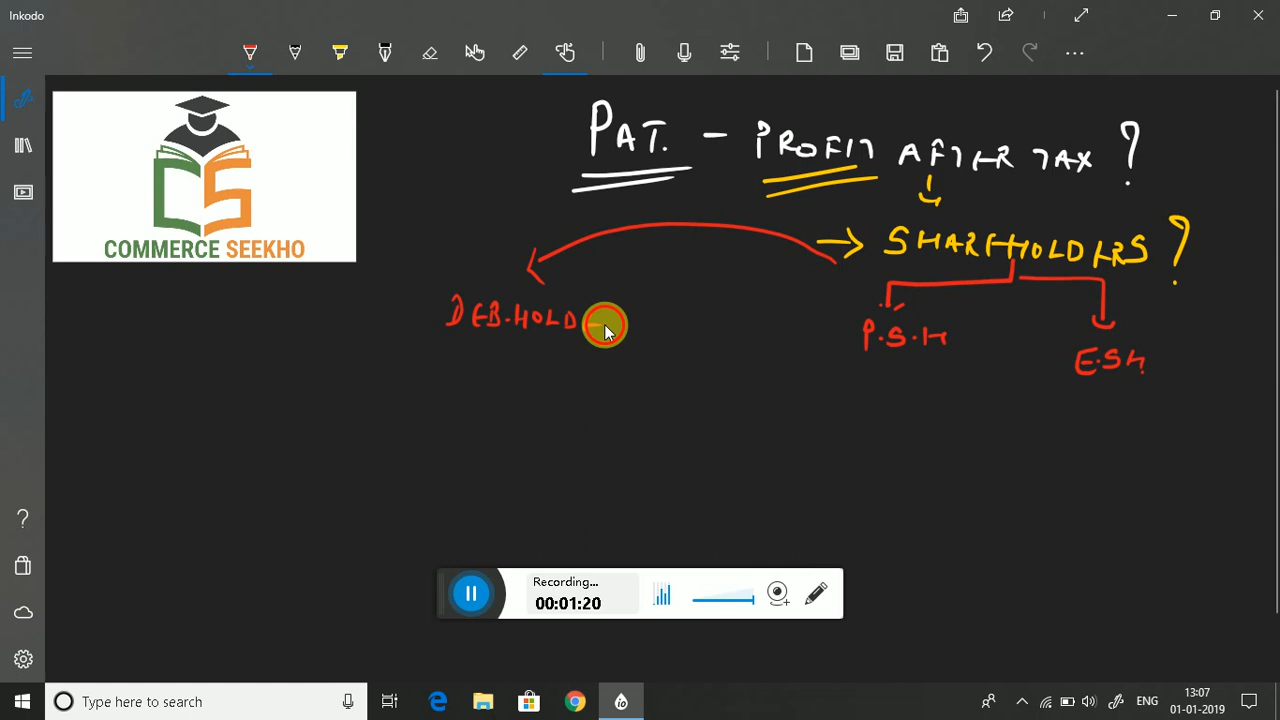 Inkodo
PAT. - PROFIT AFTER TAX ?
COMMERCE SEEKHO
→ SHAREHOLDERS ?
DEB.HOLD
P.S.H
E.SH
Recording...
00:01:20
Type here to search
ENG
13:07
01-01-2019